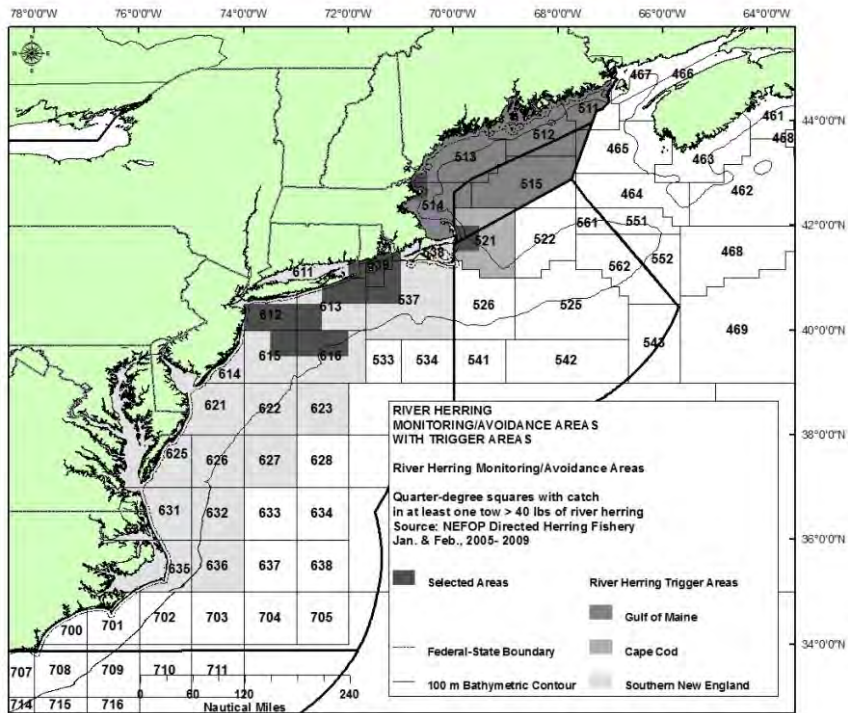 78°0'0"W 76°0'0"W 74°0'0"W 72°0'0"W 70°0'0"W 68°0'0"W 66°0'0"W 64°0'0"W
467 466
511
512 461
44°0'0"N
513 465 463 458
515 464 462
514
42°0'0"N
521 522 561 551
538 552 468
611 539 562
537
613 526 525
612
40°0'0"N
615 616 543 469
614 533 534 541 542
621 622 623
38°0'0"N
625 626 627 628
631 632 633 634
36°0'0"N
635 636 637 638
700 701 702 703 704 705
34°0'0"N
707 708 709 710 711
714 715 716
0 60 120 240
Nautical Miles
RIVER HERRING
MONITORING/AVOIDANCE AREAS
WITH TRIGGER AREAS
River Herring Monitoring/Avoidance Areas
Quarter-degree squares with catch
in at least one tow > 40 lbs of river herring
Source: NEFOP Directed Herring Fishery
Jan. & Feb., 2005- 2009
Selected Areas
River Herring Trigger Areas
Gulf of Maine
Federal-State Boundary
Cape Cod
100 m Bathymetric Contour
Southern New England